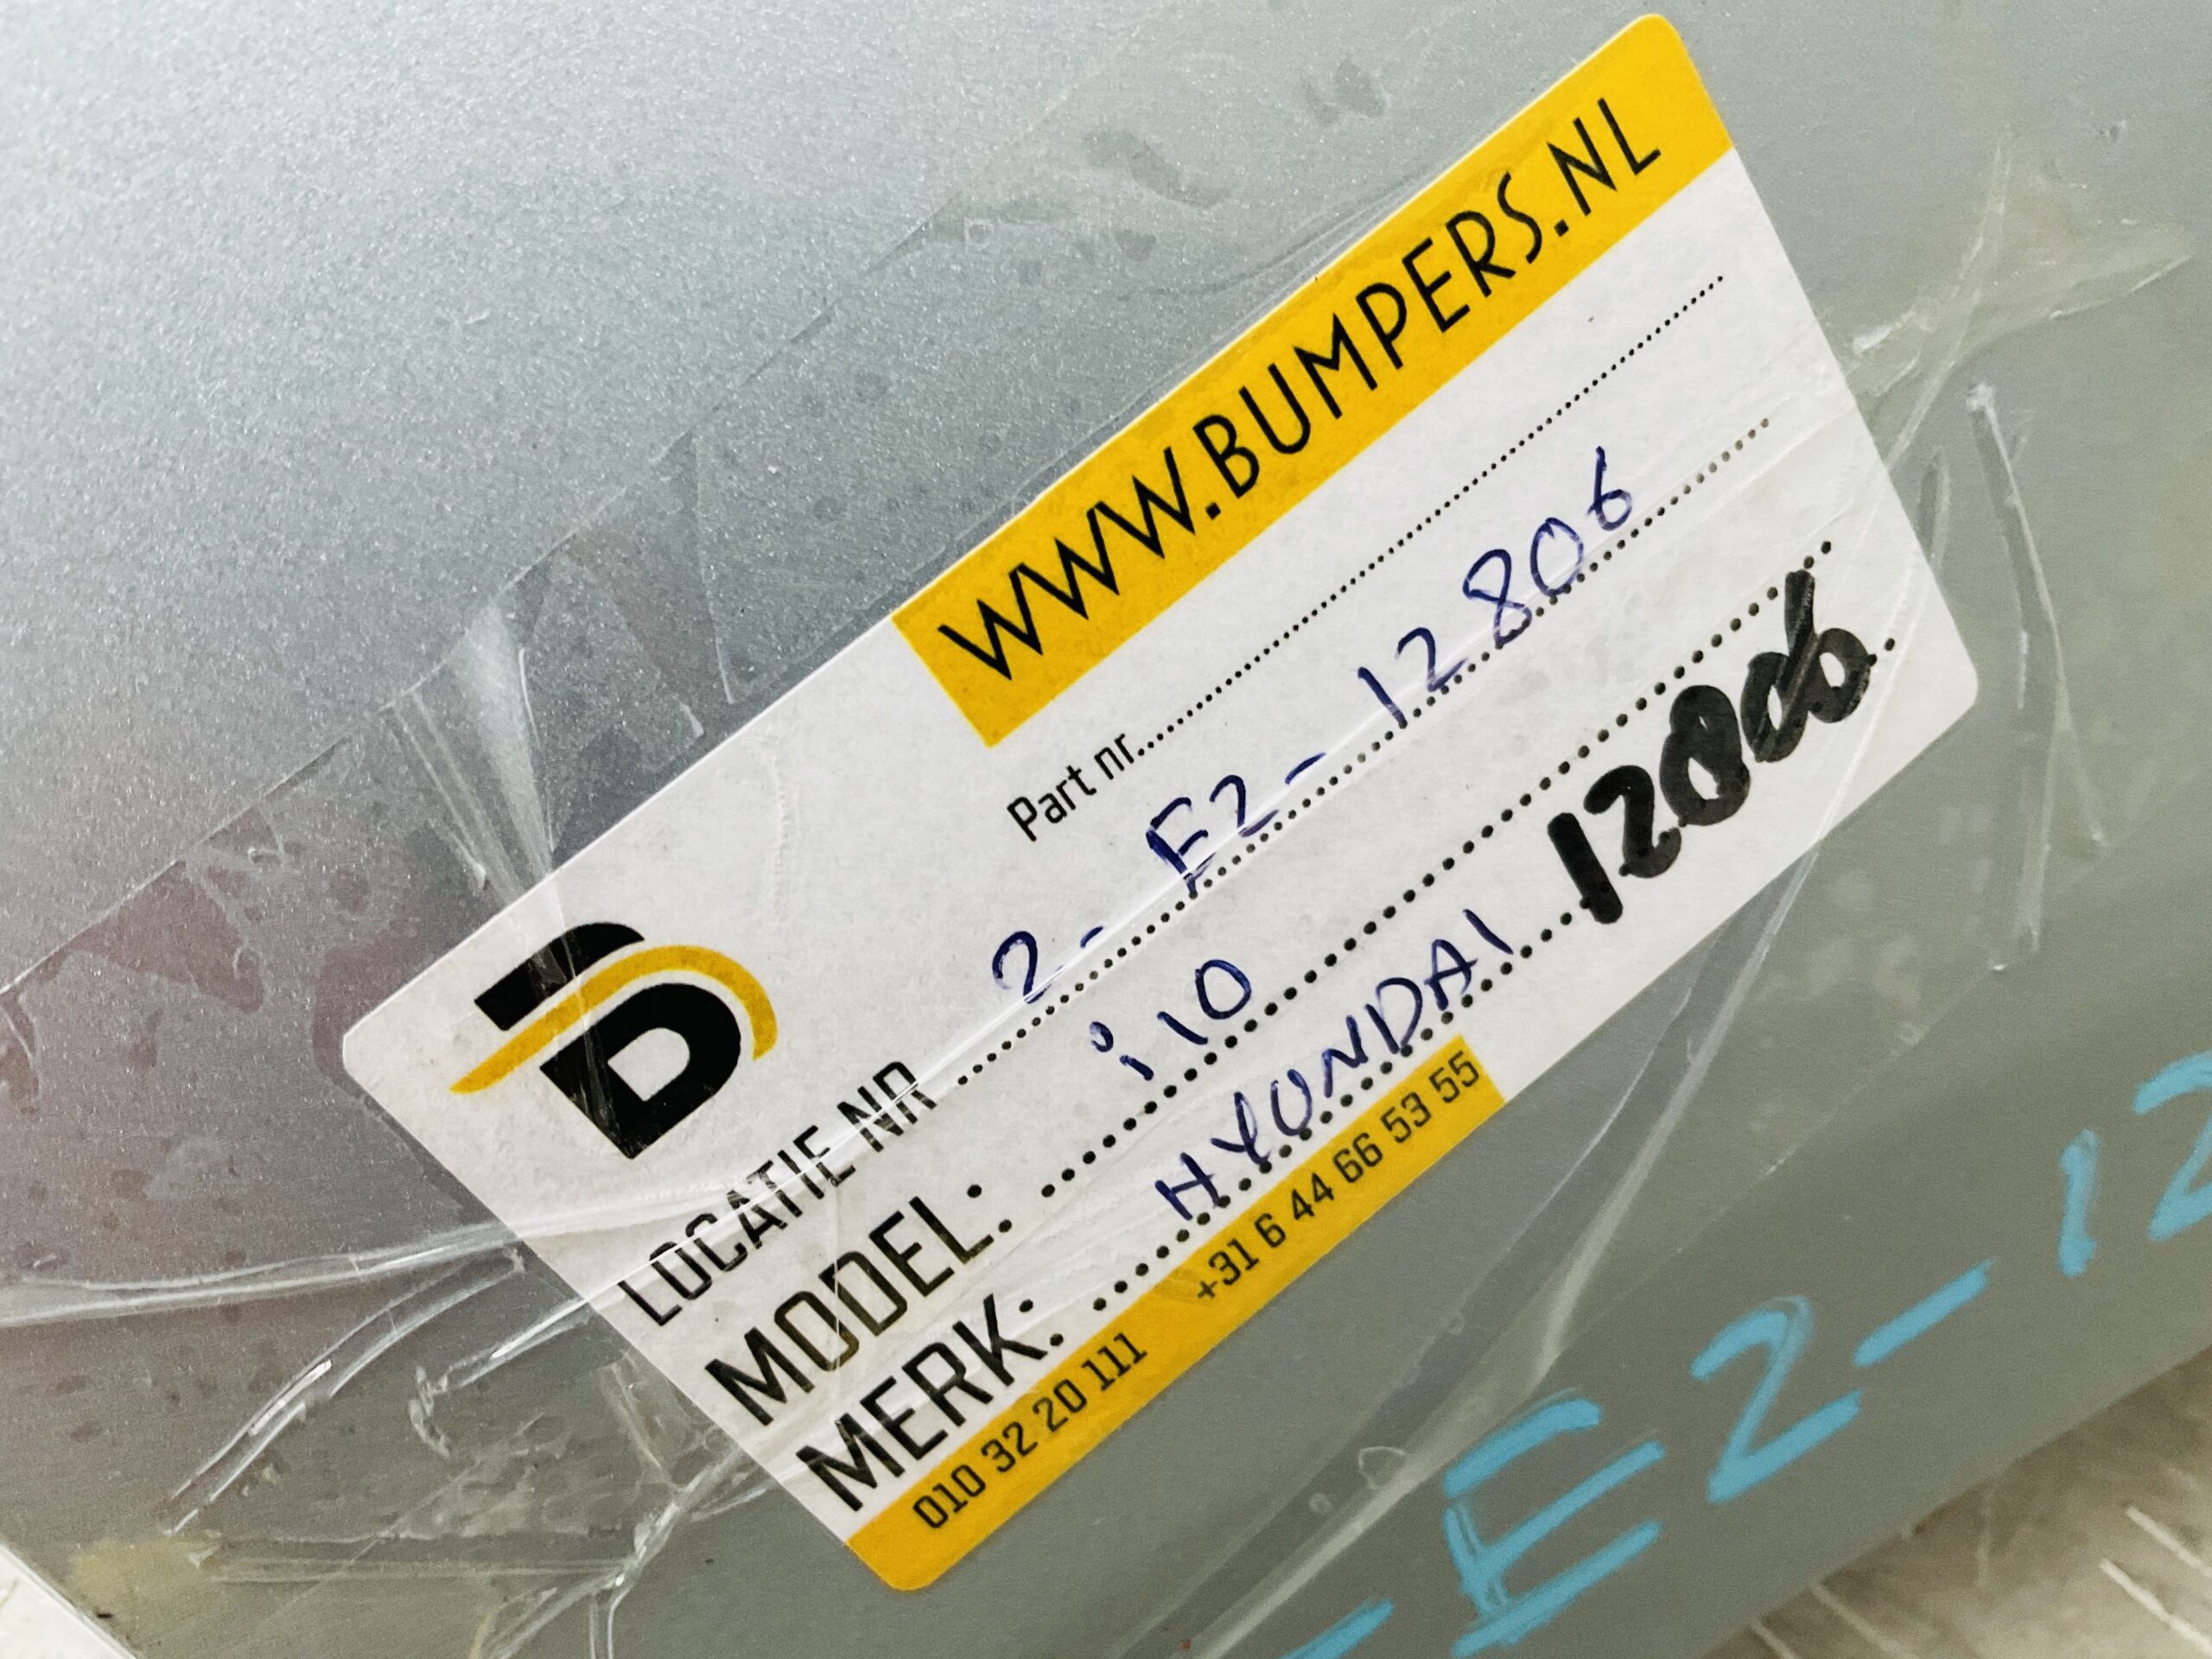 WWW.BUMPERS.NL
Part nr.
LOCATIE NR 2-E2-12806
MODEL: i10
MERK: HYUNDAI 12806
010 32 20 111 +31 6 44 66 53 55
-E2-12